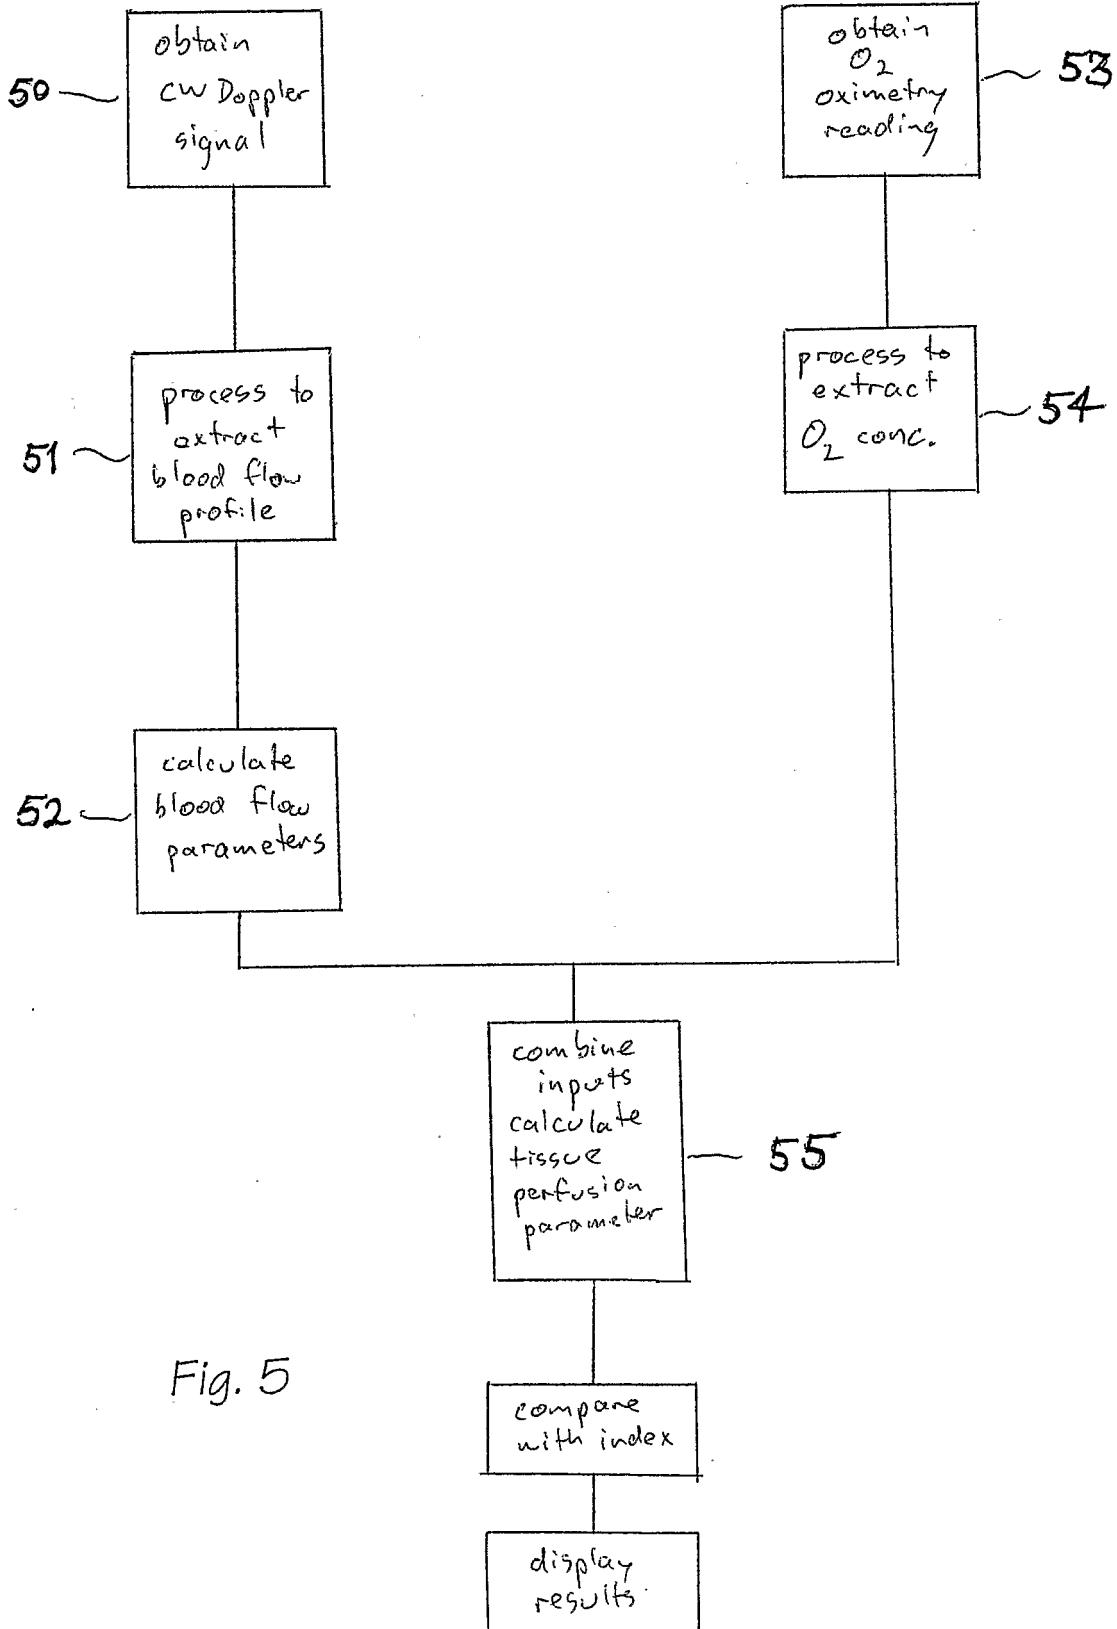 obtain
CW Doppler
signal
50
process to
extract
blood flow
profile
51
calculate
blood flow
parameters
52
obtain
O2
oximetry
reading
53
process to
extract
O2 conc.
54
combine
inputs
calculate
tissue
perfusion
parameter
55
compare
with index
display
results
Fig. 5